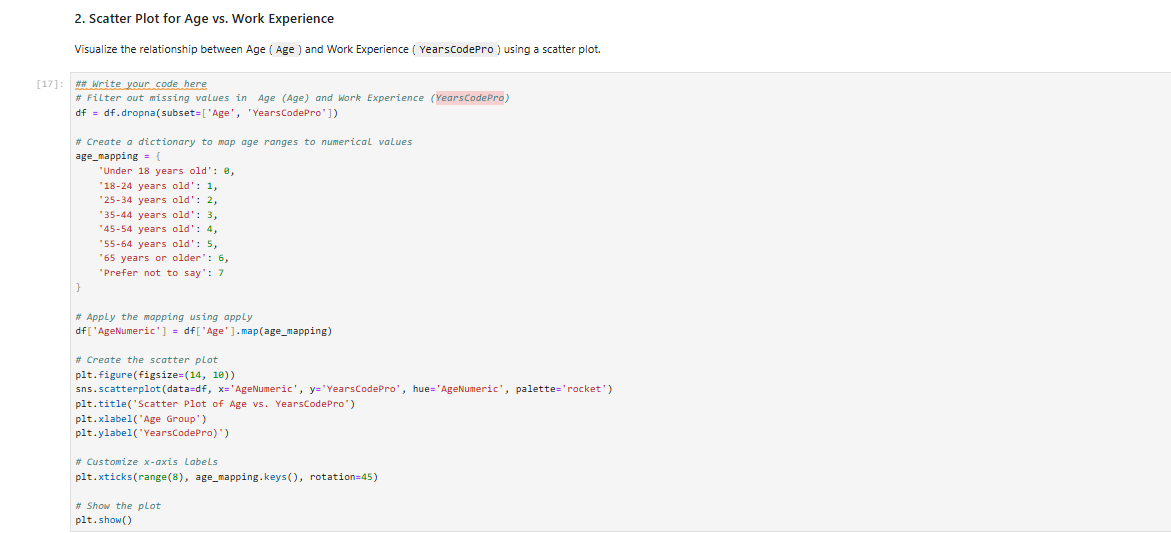 2. Scatter Plot for Age vs. Work Experience
Visualize the relationship between Age ( Age ) and Work Experience ( YearsCodePro ) using a scatter plot.
[17]: ## Write your code here
# Filter out missing values in  Age (Age) and Work Experience (YearsCodePro)
df = df.dropna(subset=['Age', 'YearsCodePro'])
# Create a dictionary to map age ranges to numerical values
age_mapping = {
    'Under 18 years old': 0,
    '18-24 years old': 1,
    '25-34 years old': 2,
    '35-44 years old': 3,
    '45-54 years old': 4,
    '55-64 years old': 5,
    '65 years or older': 6,
    'Prefer not to say': 7
}
# Apply the mapping using apply
df['AgeNumeric'] = df['Age'].map(age_mapping)
# Create the scatter plot
plt.figure(figsize=(14, 10))
sns.scatterplot(data=df, x='AgeNumeric', y='YearsCodePro', hue='AgeNumeric', palette='rocket')
plt.title('Scatter Plot of Age vs. YearsCodePro')
plt.xlabel('Age Group')
plt.ylabel('YearsCodePro)')
# Customize x-axis labels
plt.xticks(range(8), age_mapping.keys(), rotation=45)
# Show the plot
plt.show()